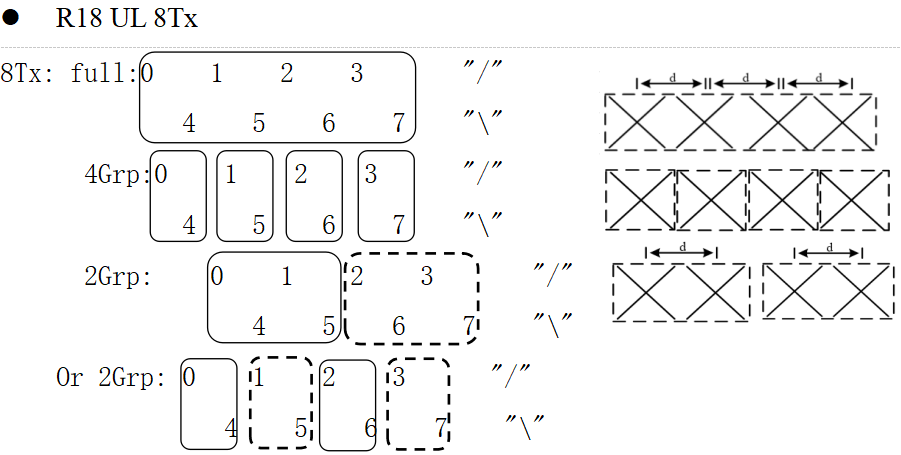 ● R18 UL 8Tx
8Tx: full:0 1 2 3 "/"
4 5 6 7 "\"
d d d
4Grp:0 1 2 3 "/"
4 5 6 7 "\"
2Grp: 0 1 2 3 "/"
4 5 6 7 "\"
d d
Or 2Grp: 0 1 2 3 "/"
4 5 6 7 "\"